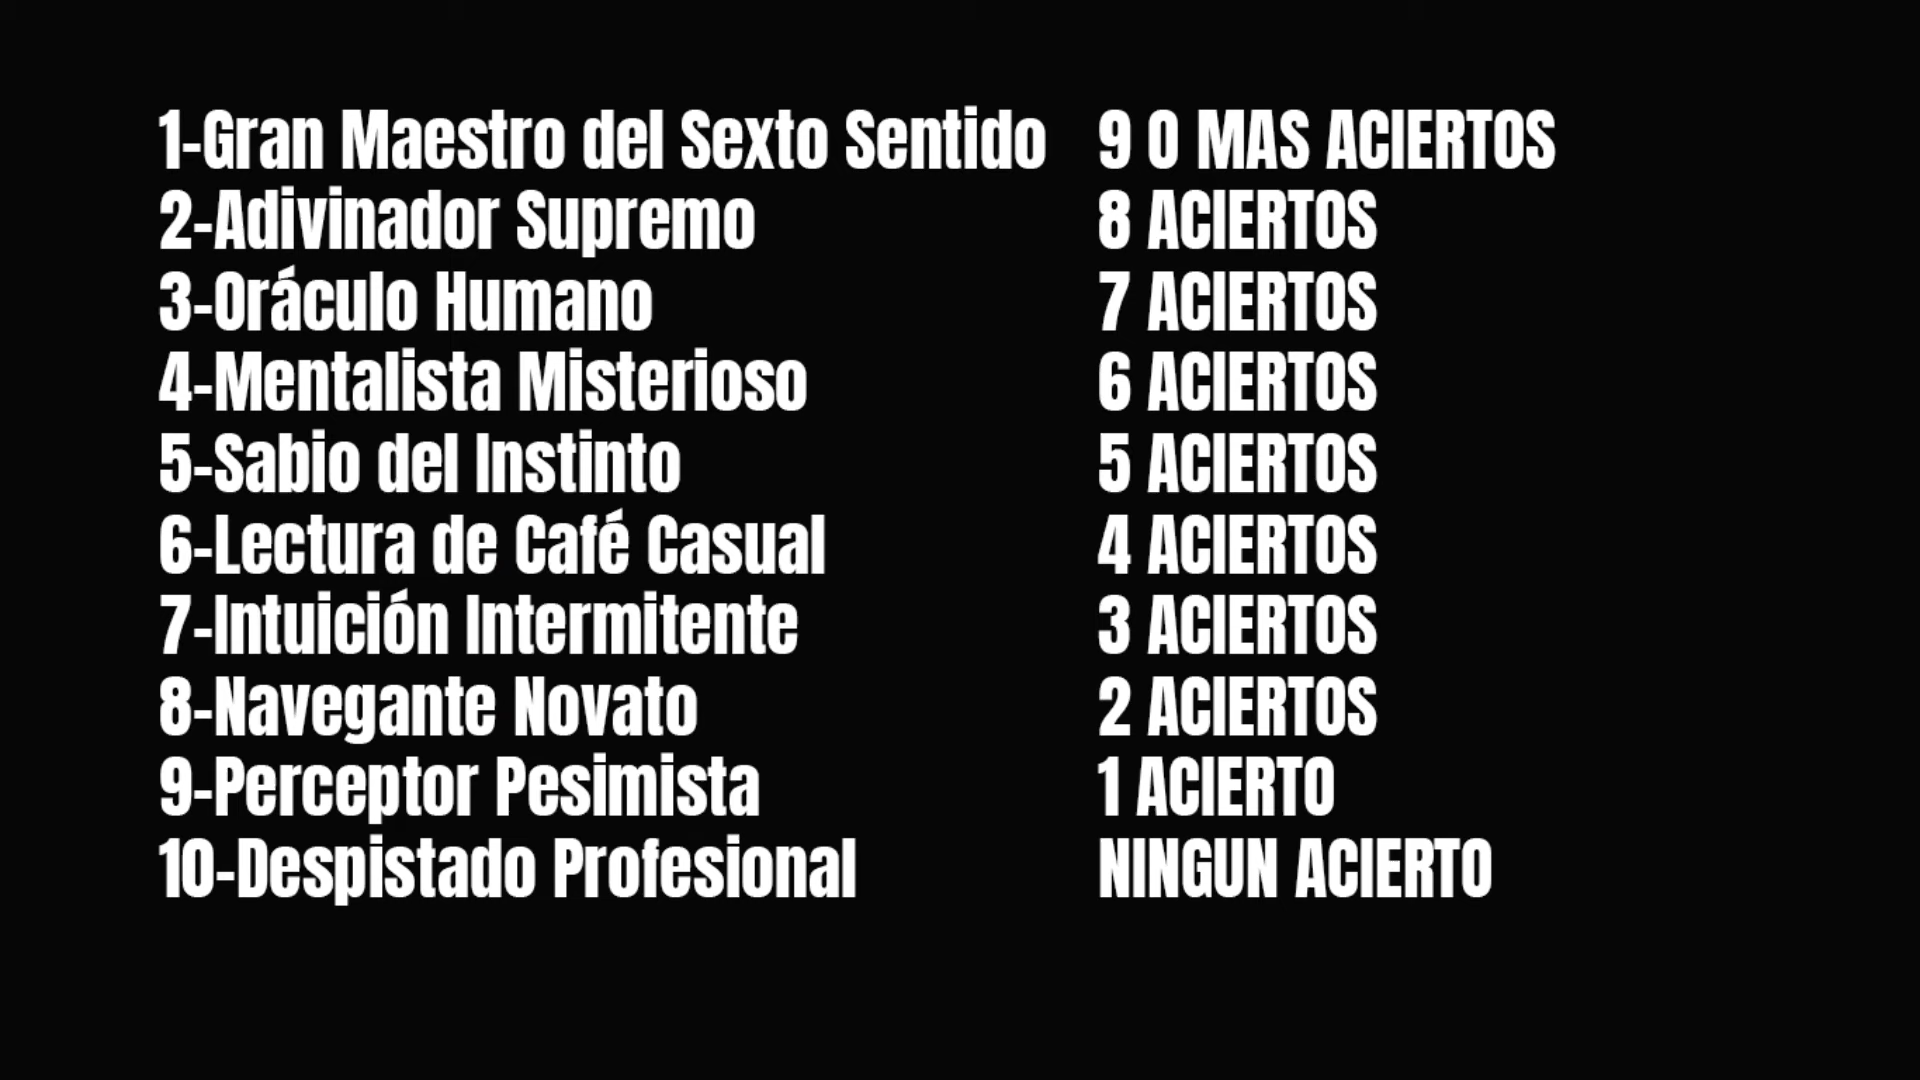 1-Gran Maestro del Sexto Sentido 9 O MAS ACIERTOS
2-Adivinador Supremo 8 ACIERTOS
3-Oráculo Humano 7 ACIERTOS
4-Mentalista Misterioso 6 ACIERTOS
5-Sabio del Instinto 5 ACIERTOS
6-Lectura de Café Casual 4 ACIERTOS
7-Intuición Intermitente 3 ACIERTOS
8-Navegante Novato 2 ACIERTOS
9-Perceptor Pesimista 1 ACIERTO
10-Despistado Profesional NINGUN ACIERTO